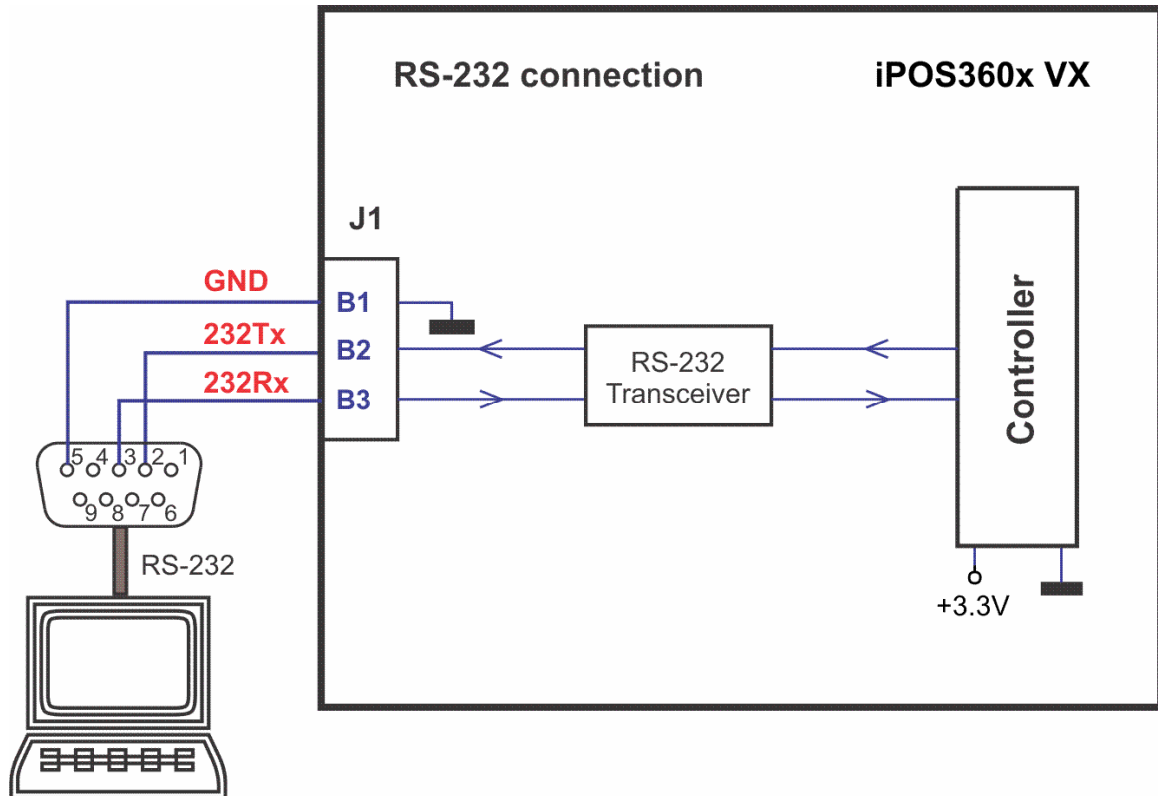 RS-232 connection
iPOS360x VX
J1
GND
B1
232Tx
B2
232Rx
B3
RS-232
Transceiver
Controller
5 4 3 2 1
9 8 7 6
RS-232
+3.3V